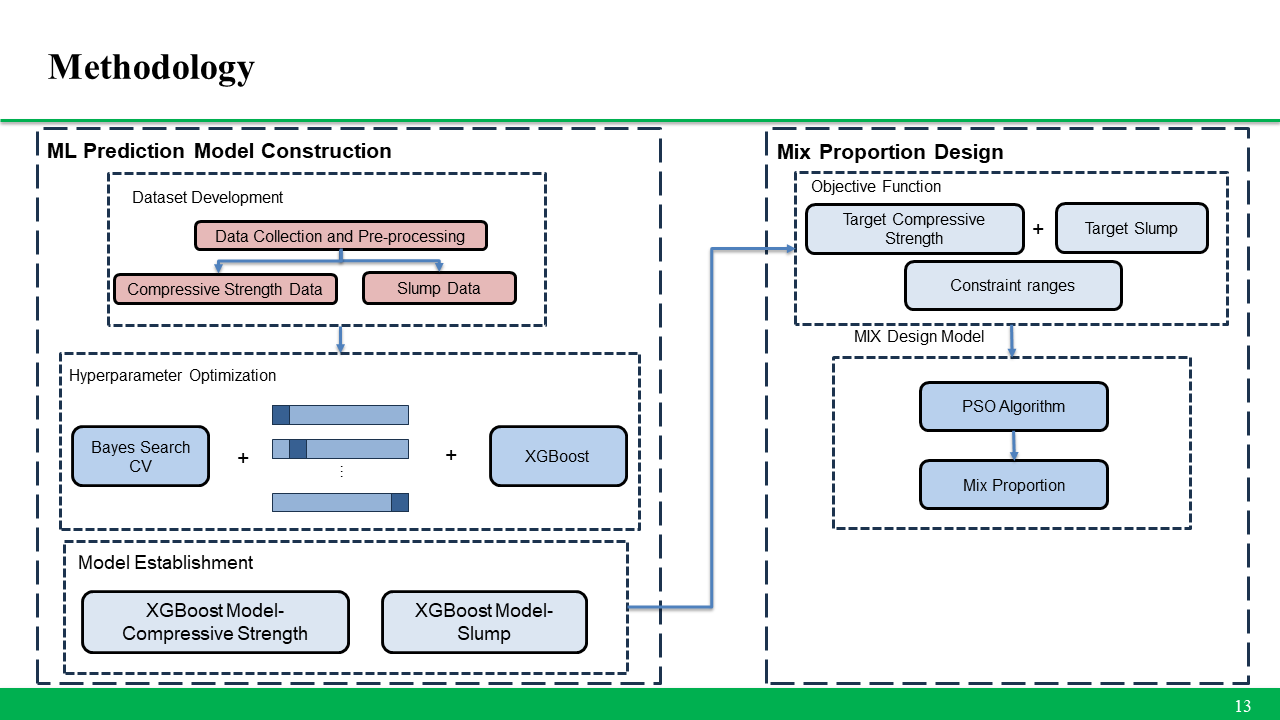 Methodology
ML Prediction Model Construction
Dataset Development
Data Collection and Pre-processing
Compressive Strength Data
Slump Data
Hyperparameter Optimization
Bayes Search
CV
+
⋮
+
XGBoost
Model Establishment
XGBoost Model-
Compressive Strength
XGBoost Model-
Slump
Mix Proportion Design
Objective Function
Target Compressive
Strength
+
Target Slump
Constraint ranges
MIX Design Model
PSO Algorithm
Mix Proportion
13